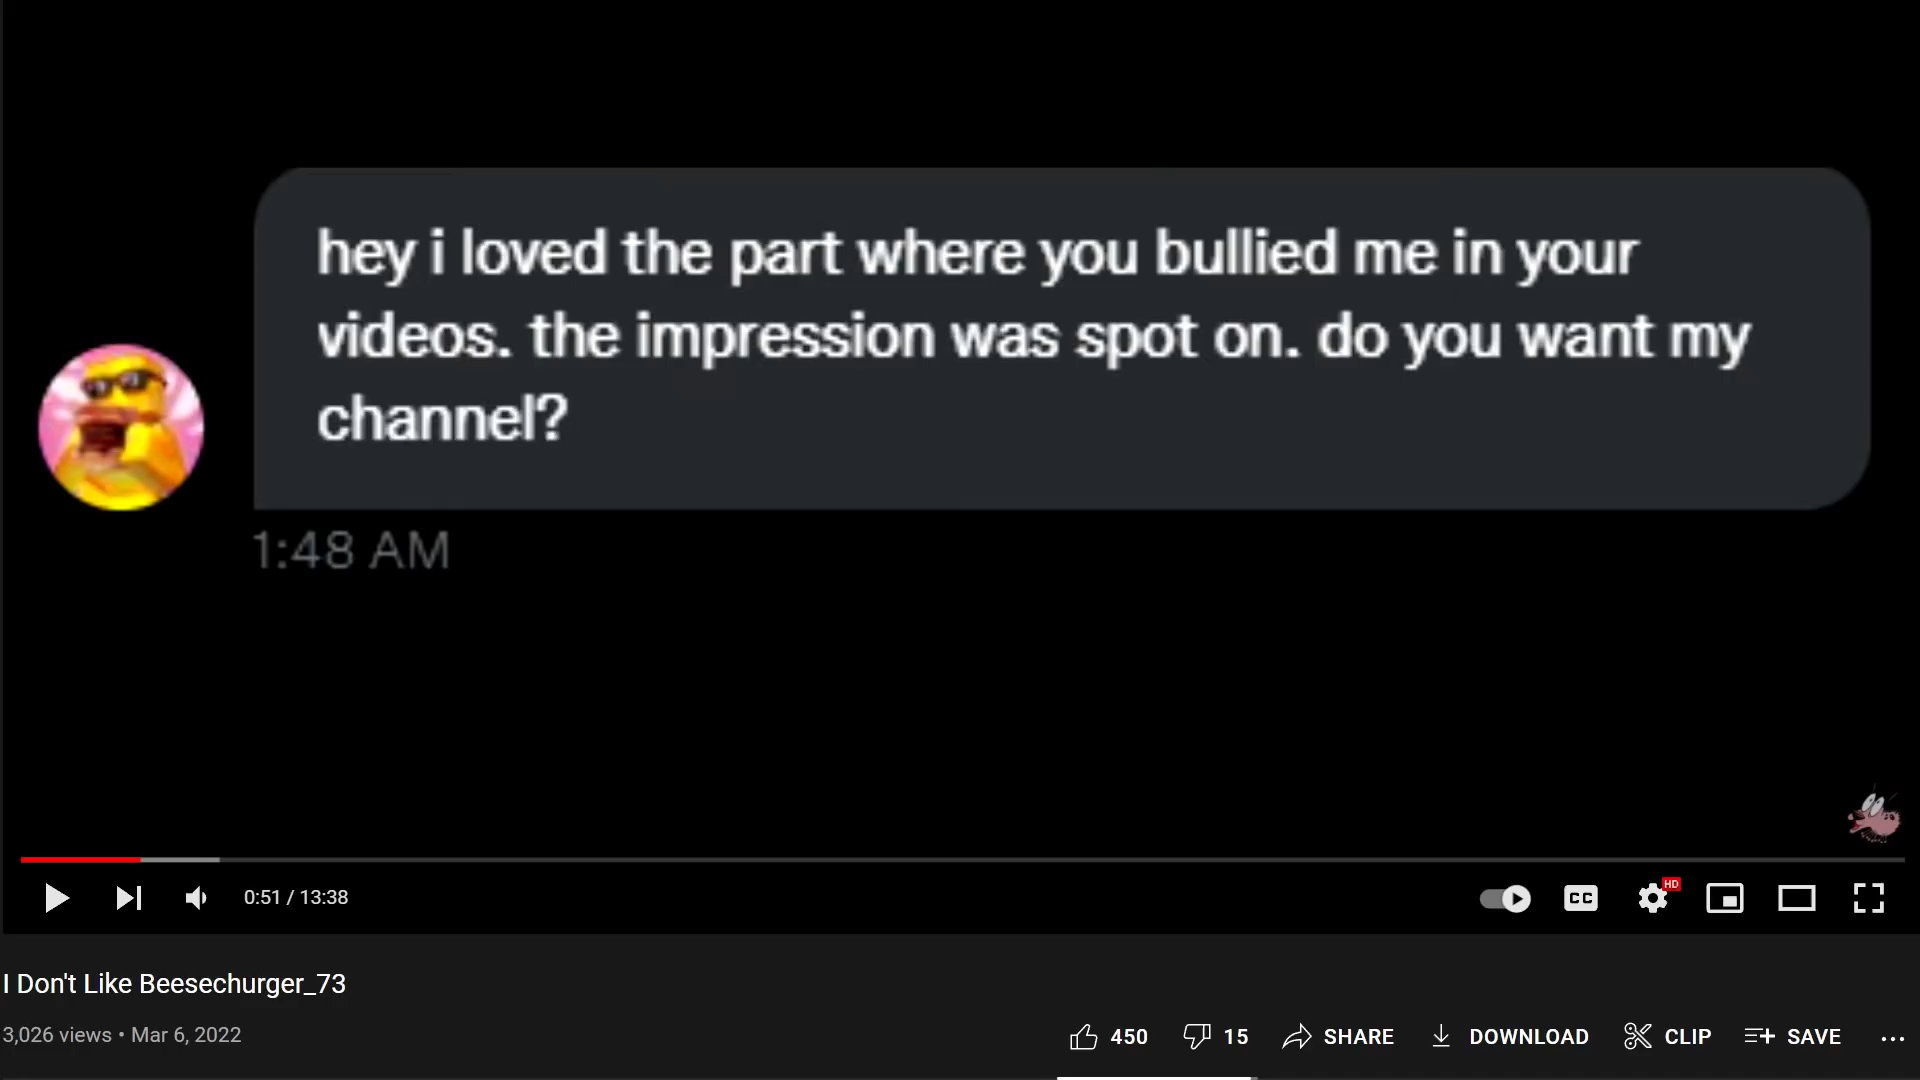 hey i loved the part where you bullied me in your
videos. the impression was spot on. do you want my
channel?
1:48 AM
0:51 / 13:38
CC
HD
I Don't Like Beesechurger_73
3,026 views • Mar 6, 2022
450
15
SHARE
DOWNLOAD
CLIP
SAVE